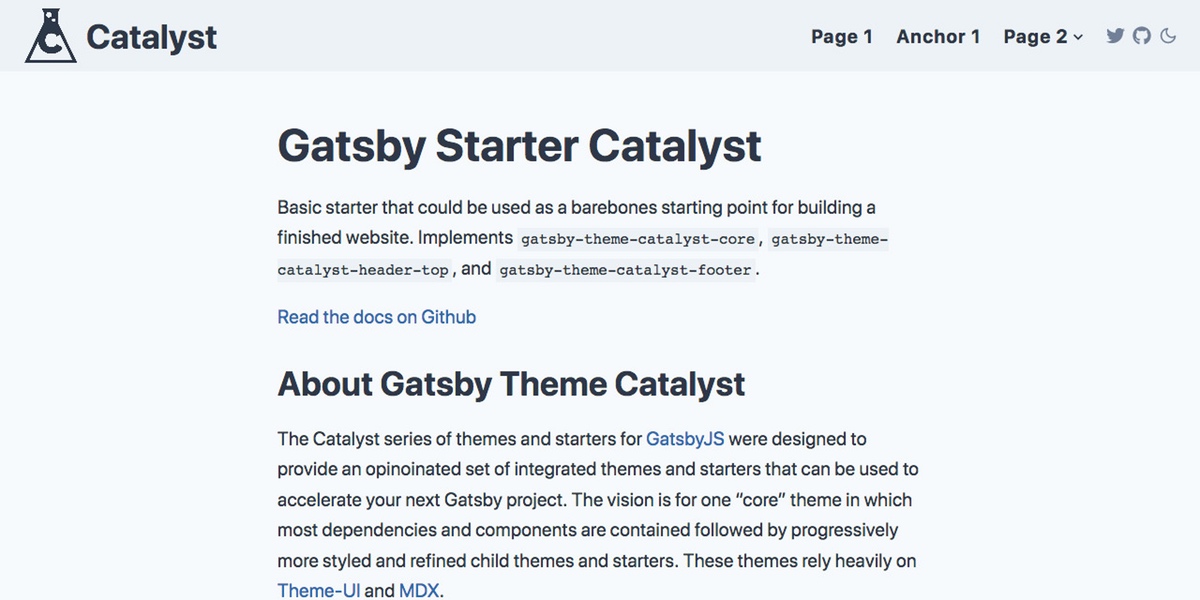 C Catalyst
Page 1 Anchor 1 Page 2
Gatsby Starter Catalyst
Basic starter that could be used as a barebones starting point for building a
finished website. Implements gatsby-theme-catalyst-core, gatsby-theme-
catalyst-header-top, and gatsby-theme-catalyst-footer.
Read the docs on Github
About Gatsby Theme Catalyst
The Catalyst series of themes and starters for GatsbyJS were designed to
provide an opinoinated set of integrated themes and starters that can be used to
accelerate your next Gatsby project. The vision is for one “core” theme in which
most dependencies and components are contained followed by progressively
more styled and refined child themes and starters. These themes rely heavily on
Theme-UI and MDX.